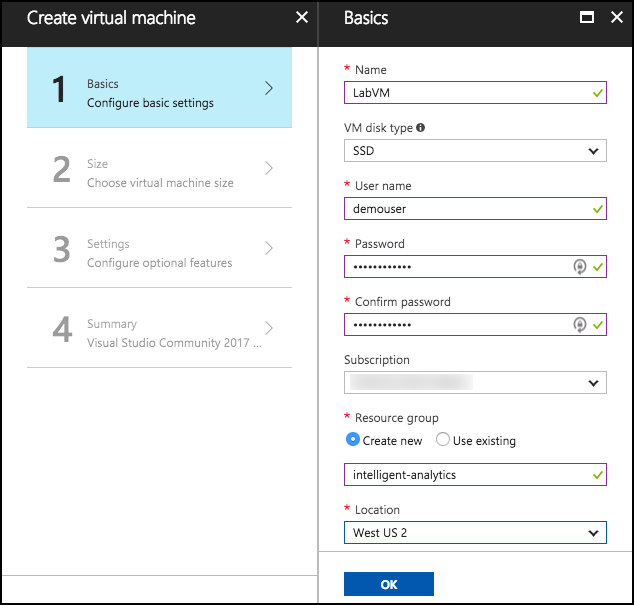 Create virtual machine
1
Basics
Configure basic settings
2
Size
Choose virtual machine size
3
Settings
Configure optional features
4
Summary
Visual Studio Community 2017 ...
Basics
* Name
LabVM
VM disk type
SSD
* User name
demouser
* Password
••••••••••••
* Confirm password
••••••••••••
Subscription
* Resource group
Create new Use existing
intelligent-analytics
* Location
West US 2
OK